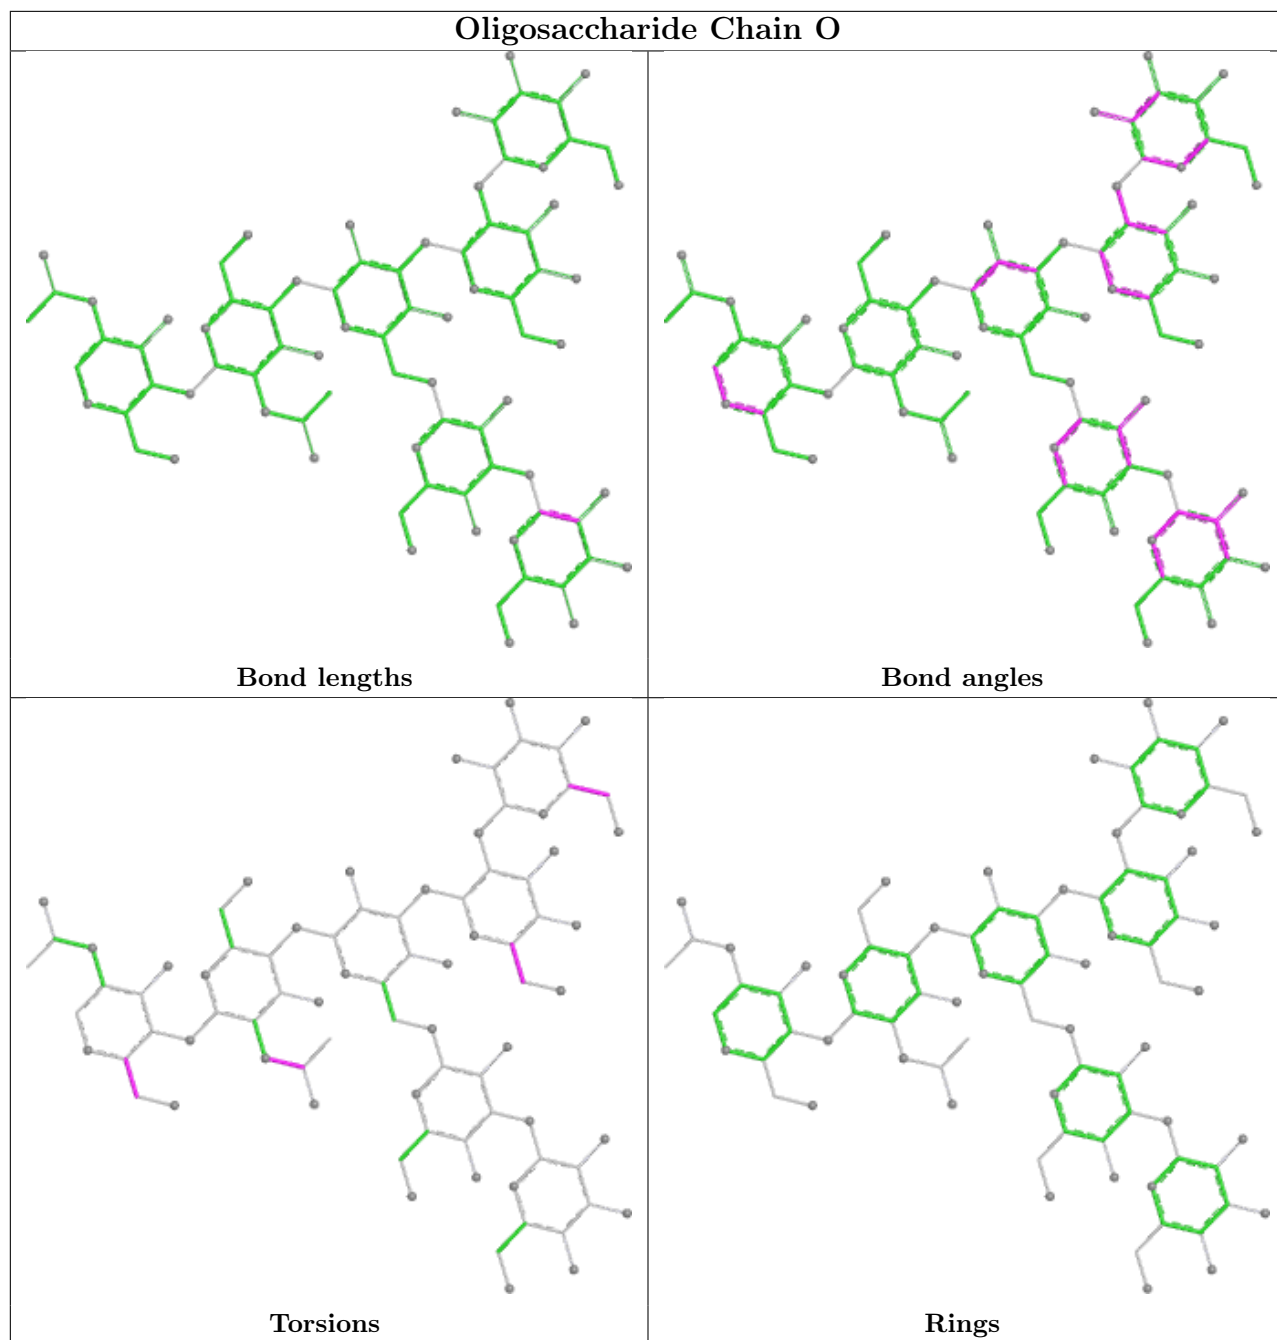 Oligosaccharide Chain O
Bond lengths
Bond angles
Torsions
Rings